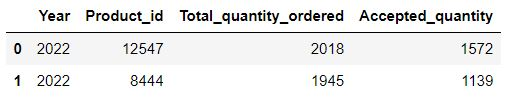 Year Product_id Total_quantity_ordered Accepted_quantity
0 2022 12547 2018 1572
1 2022 8444 1945 1139